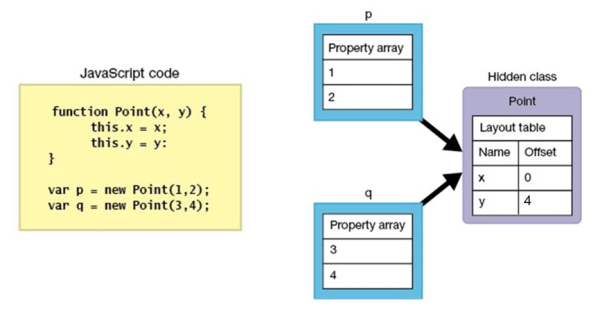 JavaScript code
function Point(x, y) {
this.x = x;
this.y = y:
}
var p = new Point(1,2);
var q = new Point(3,4);
p
Property array
1
2
q
Property array
3
4
Hidden class
Point
Layout table
Name Offset
x 0
y 4